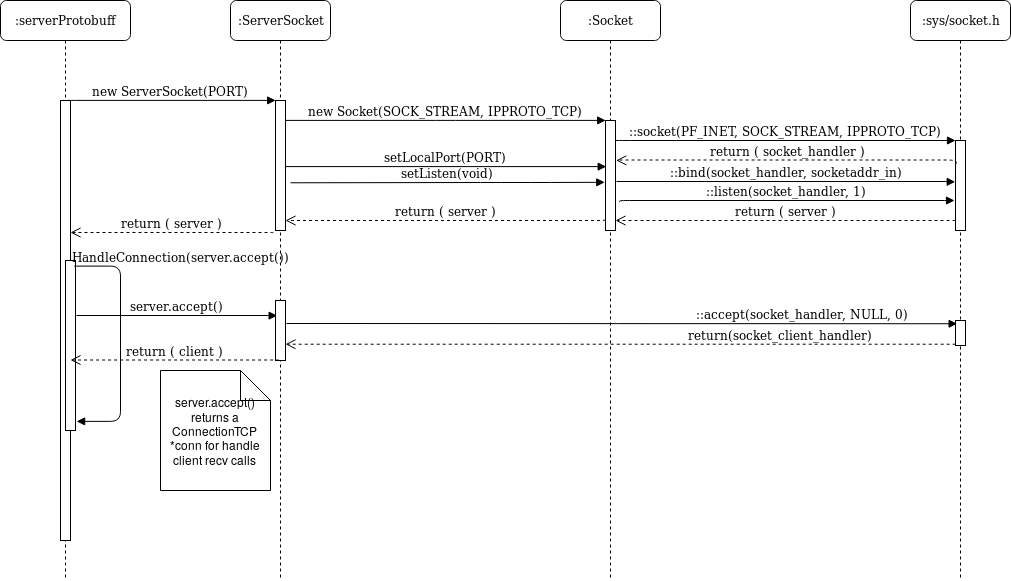 :serverProtobuff
:ServerSocket
:Socket
:sys/socket.h
new ServerSocket(PORT)
new Socket(SOCK_STREAM, IPPROTO_TCP)
::socket(PF_INET, SOCK_STREAM, IPPROTO_TCP)
return ( socket_handler )
setLocalPort(PORT)
setListen(void)
::bind(socket_handler, socketaddr_in)
::listen(socket_handler, 1)
return ( server )
return ( server )
return ( server )
HandleConnection(server.accept())
server.accept()
::accept(socket_handler, NULL, 0)
return(socket_client_handler)
return ( client )
server.accept()
returns a
ConnectionTCP
*conn for handle
client recv calls